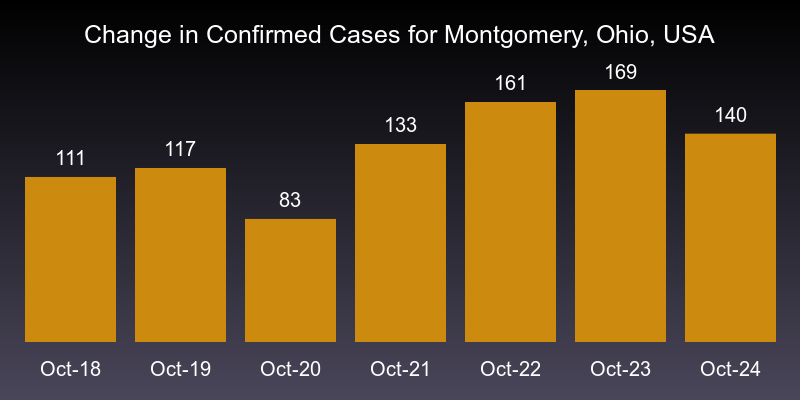 Change in Confirmed Cases for Montgomery, Ohio, USA
111 117 83 133 161 169 140
Oct-18 Oct-19 Oct-20 Oct-21 Oct-22 Oct-23 Oct-24